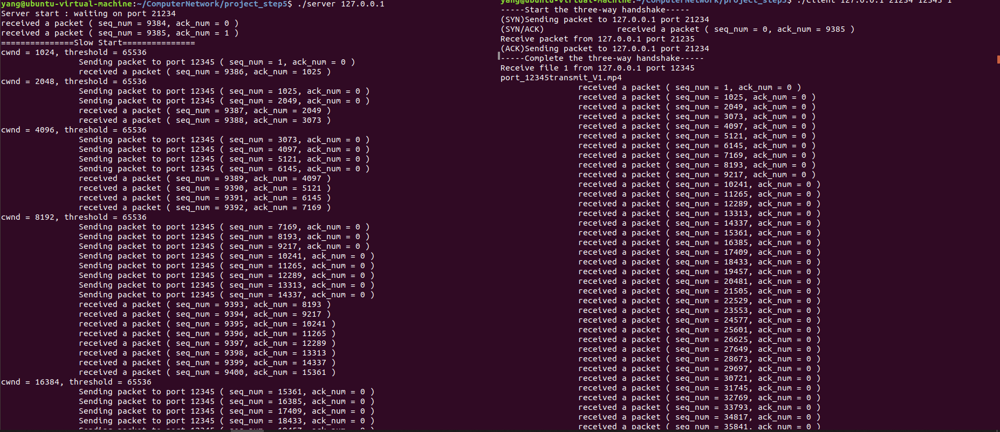 yang@ubuntu-virtual-machine:~/ComputerNetwork/project_step5$ ./server 127.0.0.1
Server start : waiting on port 21234
received a packet ( seq_num = 9384, ack_num = 0 )
received a packet ( seq_num = 9385, ack_num = 1 )
===============Slow Start===============
cwnd = 1024, threshold = 65536
Sending packet to port 12345 ( seq_num = 1, ack_num = 0 )
received a packet ( seq_num = 9386, ack_num = 1025 )
cwnd = 2048, threshold = 65536
Sending packet to port 12345 ( seq_num = 1025, ack_num = 0 )
Sending packet to port 12345 ( seq_num = 2049, ack_num = 0 )
received a packet ( seq_num = 9387, ack_num = 2049 )
received a packet ( seq_num = 9388, ack_num = 3073 )
cwnd = 4096, threshold = 65536
Sending packet to port 12345 ( seq_num = 3073, ack_num = 0 )
Sending packet to port 12345 ( seq_num = 4097, ack_num = 0 )
Sending packet to port 12345 ( seq_num = 5121, ack_num = 0 )
Sending packet to port 12345 ( seq_num = 6145, ack_num = 0 )
received a packet ( seq_num = 9389, ack_num = 4097 )
received a packet ( seq_num = 9390, ack_num = 5121 )
received a packet ( seq_num = 9391, ack_num = 6145 )
received a packet ( seq_num = 9392, ack_num = 7169 )
cwnd = 8192, threshold = 65536
Sending packet to port 12345 ( seq_num = 7169, ack_num = 0 )
Sending packet to port 12345 ( seq_num = 8193, ack_num = 0 )
Sending packet to port 12345 ( seq_num = 9217, ack_num = 0 )
Sending packet to port 12345 ( seq_num = 10241, ack_num = 0 )
Sending packet to port 12345 ( seq_num = 11265, ack_num = 0 )
Sending packet to port 12345 ( seq_num = 12289, ack_num = 0 )
Sending packet to port 12345 ( seq_num = 13313, ack_num = 0 )
Sending packet to port 12345 ( seq_num = 14337, ack_num = 0 )
received a packet ( seq_num = 9393, ack_num = 8193 )
received a packet ( seq_num = 9394, ack_num = 9217 )
received a packet ( seq_num = 9395, ack_num = 10241 )
received a packet ( seq_num = 9396, ack_num = 11265 )
received a packet ( seq_num = 9397, ack_num = 12289 )
received a packet ( seq_num = 9398, ack_num = 13313 )
received a packet ( seq_num = 9399, ack_num = 14337 )
received a packet ( seq_num = 9400, ack_num = 15361 )
cwnd = 16384, threshold = 65536
Sending packet to port 12345 ( seq_num = 15361, ack_num = 0 )
Sending packet to port 12345 ( seq_num = 16385, ack_num = 0 )
Sending packet to port 12345 ( seq_num = 17409, ack_num = 0 )
Sending packet to port 12345 ( seq_num = 18433, ack_num = 0 )
Sending packet to port 12345 ( seq_num = 19457, ack_num = 0 )
yang@ubuntu-virtual-machine:~/ComputerNetwork/project_step5$ ./client 127.0.0.1 21234 12345 1
-----Start the three-way handshake-----
(SYN)Sending packet to 127.0.0.1 port 21234
(SYN/ACK) received a packet ( seq_num = 0, ack_num = 9385 )
Receive packet from 127.0.0.1 port 21235
(ACK)Sending packet to 127.0.0.1 port 21234
-----Complete the three-way handshake-----
Receive file 1 from 127.0.0.1 port 12345
port_12345transmit_V1.mp4
received a packet ( seq_num = 1, ack_num = 0 )
received a packet ( seq_num = 1025, ack_num = 0 )
received a packet ( seq_num = 2049, ack_num = 0 )
received a packet ( seq_num = 3073, ack_num = 0 )
received a packet ( seq_num = 4097, ack_num = 0 )
received a packet ( seq_num = 5121, ack_num = 0 )
received a packet ( seq_num = 6145, ack_num = 0 )
received a packet ( seq_num = 7169, ack_num = 0 )
received a packet ( seq_num = 8193, ack_num = 0 )
received a packet ( seq_num = 9217, ack_num = 0 )
received a packet ( seq_num = 10241, ack_num = 0 )
received a packet ( seq_num = 11265, ack_num = 0 )
received a packet ( seq_num = 12289, ack_num = 0 )
received a packet ( seq_num = 13313, ack_num = 0 )
received a packet ( seq_num = 14337, ack_num = 0 )
received a packet ( seq_num = 15361, ack_num = 0 )
received a packet ( seq_num = 16385, ack_num = 0 )
received a packet ( seq_num = 17409, ack_num = 0 )
received a packet ( seq_num = 18433, ack_num = 0 )
received a packet ( seq_num = 19457, ack_num = 0 )
received a packet ( seq_num = 20481, ack_num = 0 )
received a packet ( seq_num = 21505, ack_num = 0 )
received a packet ( seq_num = 22529, ack_num = 0 )
received a packet ( seq_num = 23553, ack_num = 0 )
received a packet ( seq_num = 24577, ack_num = 0 )
received a packet ( seq_num = 25601, ack_num = 0 )
received a packet ( seq_num = 26625, ack_num = 0 )
received a packet ( seq_num = 27649, ack_num = 0 )
received a packet ( seq_num = 28673, ack_num = 0 )
received a packet ( seq_num = 29697, ack_num = 0 )
received a packet ( seq_num = 30721, ack_num = 0 )
received a packet ( seq_num = 31745, ack_num = 0 )
received a packet ( seq_num = 32769, ack_num = 0 )
received a packet ( seq_num = 33793, ack_num = 0 )
received a packet ( seq_num = 34817, ack_num = 0 )
received a packet ( seq_num = 35841, ack_num = 0 )